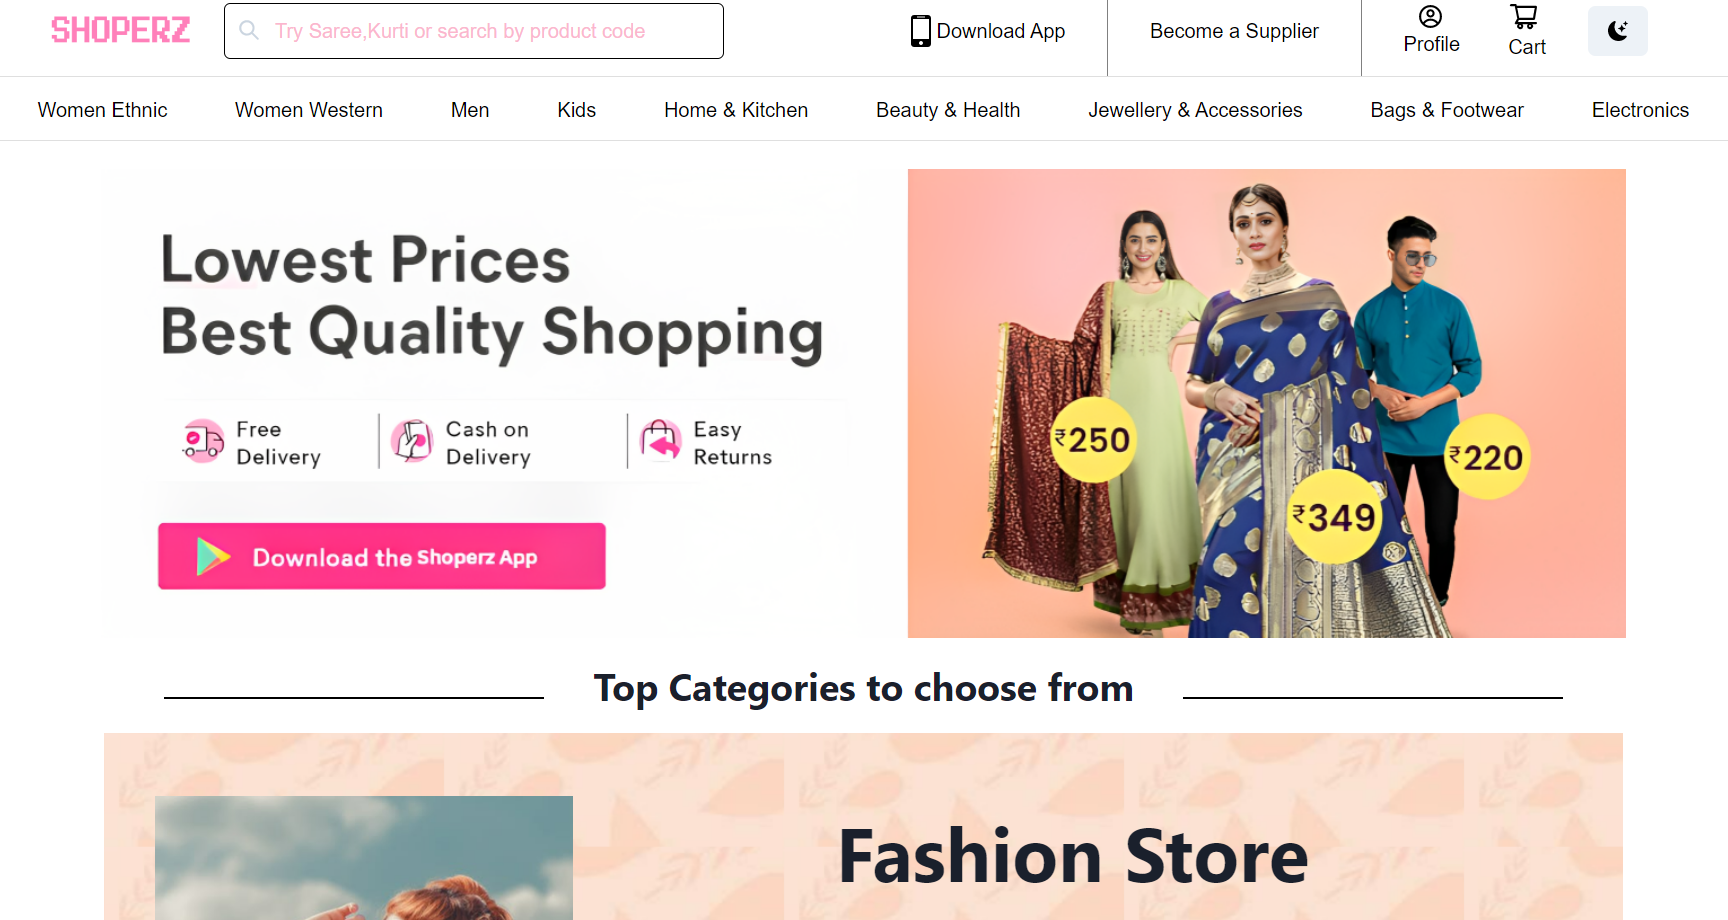 SHOPERZ
Try Saree,Kurti or search by product code
Download App
Become a Supplier
Profile
Cart
Women Ethnic
Women Western
Men
Kids
Home & Kitchen
Beauty & Health
Jewellery & Accessories
Bags & Footwear
Electronics
Lowest Prices
Best Quality Shopping
Free
Delivery
Cash on
Delivery
Easy
Returns
Download the Shoperz App
₹250
₹349
₹220
Top Categories to choose from
Fashion Store